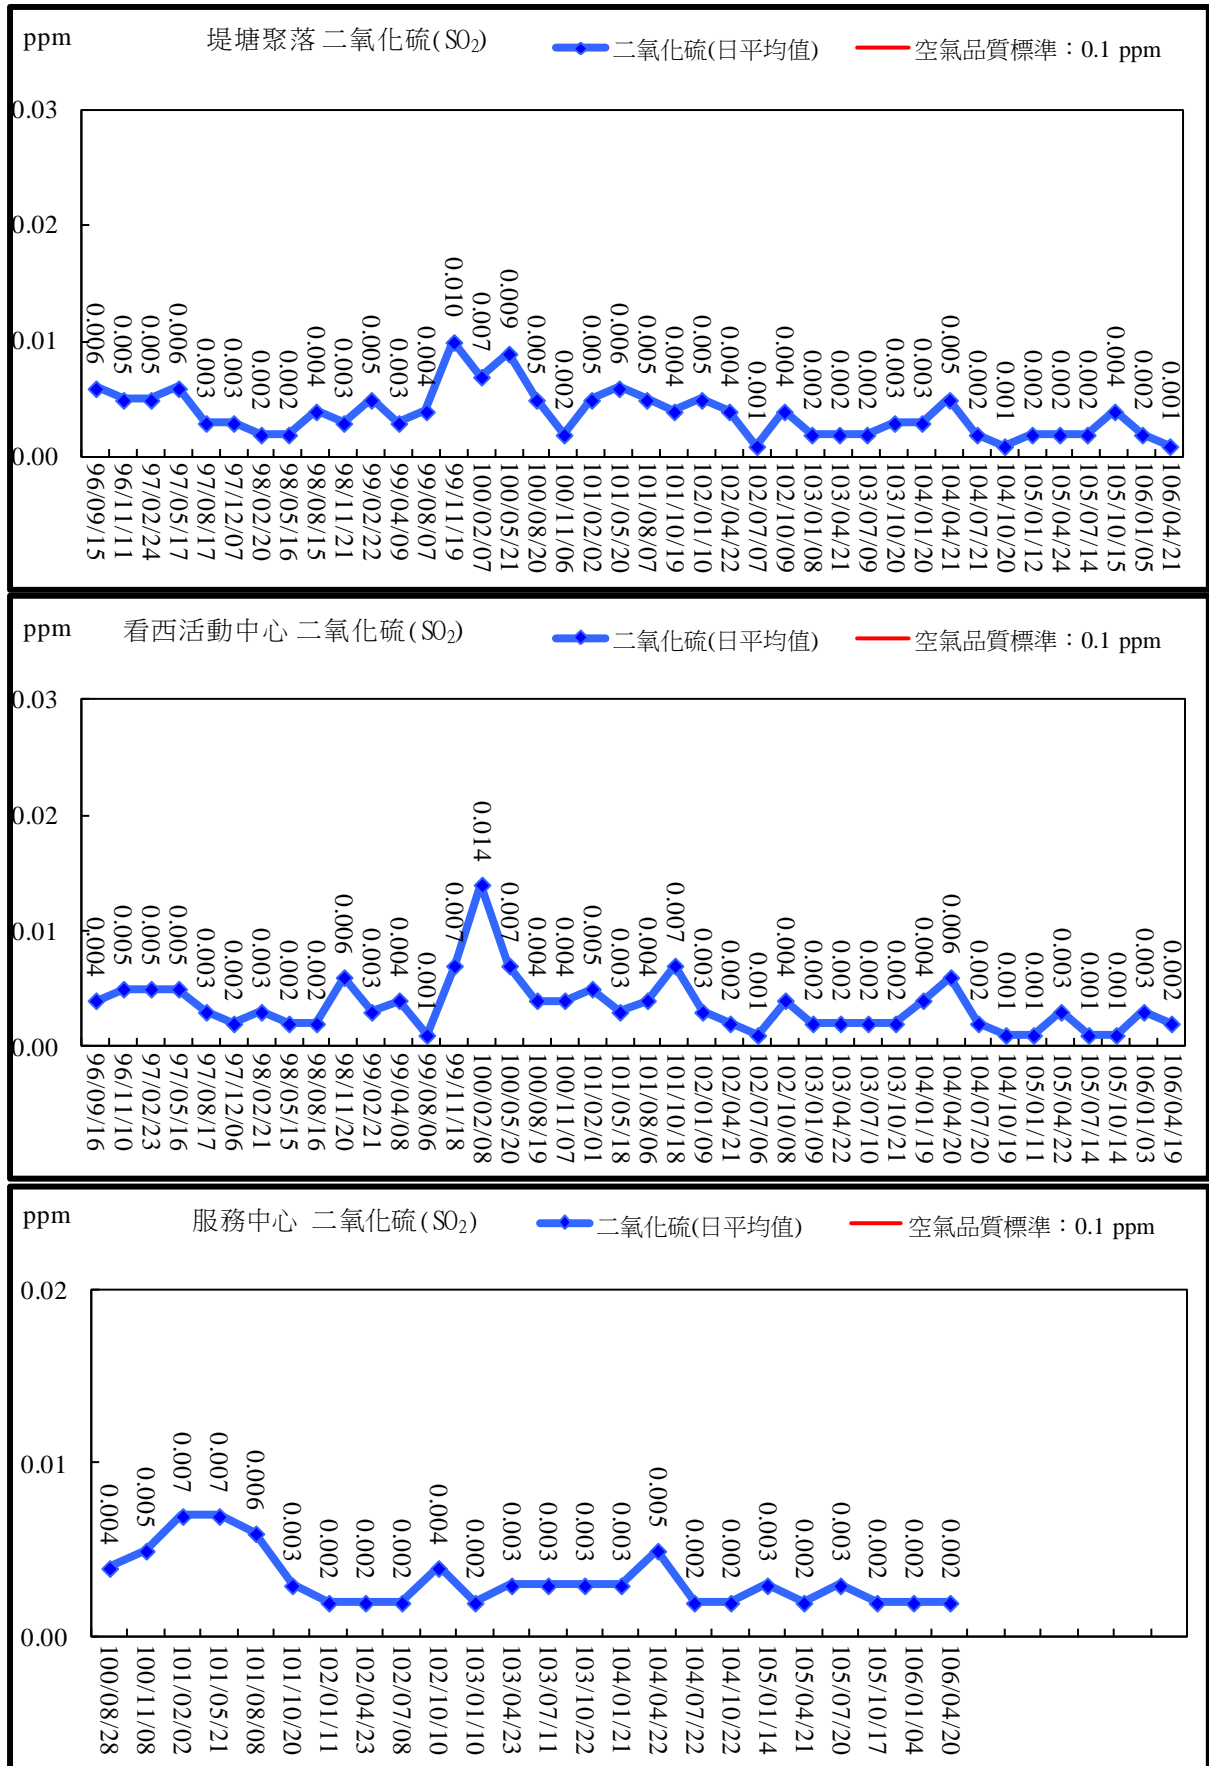 ppm 堤塘聚落 二氧化硫(SO₂) 二氧化硫(日平均值) 空氣品質標準：0.1 ppm
0.03
0.02
0.01
0.00
0.006 0.005 0.005 0.006 0.003 0.003 0.002 0.002 0.004 0.003 0.005 0.003 0.004 0.010 0.007 0.009 0.005 0.002 0.005 0.006 0.005 0.004 0.005 0.004 0.001 0.004 0.002 0.002 0.002 0.003 0.003 0.005 0.002 0.001 0.002 0.002 0.002 0.004 0.002 0.001
96/09/15 96/11/11 97/02/24 97/05/17 97/08/17 97/12/07 98/02/20 98/05/16 98/08/15 98/11/21 99/02/22 99/04/09 99/08/07 99/11/19 100/02/07 100/05/21 100/08/20 100/11/06 101/02/02 101/05/20 101/08/07 101/10/19 102/01/10 102/04/22 102/07/07 102/10/09 103/01/08 103/04/21 103/07/09 103/10/20 104/01/20 104/04/21 104/07/21 104/10/20 105/01/12 105/04/24 105/07/14 105/10/15 106/01/05 106/04/21
ppm 看西活動中心 二氧化硫(SO₂) 二氧化硫(日平均值) 空氣品質標準：0.1 ppm
0.03
0.02
0.01
0.00
0.004 0.005 0.005 0.005 0.003 0.002 0.003 0.002 0.002 0.006 0.003 0.004 0.001 0.007 0.014 0.007 0.004 0.004 0.005 0.003 0.004 0.007 0.003 0.002 0.001 0.004 0.002 0.002 0.002 0.002 0.004 0.006 0.002 0.001 0.001 0.003 0.001 0.001 0.003 0.002
96/09/16 96/11/10 97/02/23 97/05/16 97/08/17 97/12/06 98/02/21 98/05/15 98/08/16 98/11/20 99/02/21 99/04/08 99/08/06 99/11/18 100/02/08 100/05/20 100/08/19 100/11/07 101/02/01 101/05/18 101/08/06 101/10/18 102/01/09 102/04/21 102/07/06 102/10/08 103/01/09 103/04/22 103/07/10 103/10/21 104/01/19 104/04/20 104/07/20 104/10/19 105/01/11 105/04/22 105/07/14 105/10/14 106/01/03 106/04/19
ppm 服務中心 二氧化硫(SO₂) 二氧化硫(日平均值) 空氣品質標準：0.1 ppm
0.02
0.01
0.00
0.004 0.005 0.007 0.007 0.006 0.003 0.002 0.002 0.002 0.004 0.002 0.003 0.003 0.003 0.003 0.005 0.002 0.002 0.003 0.002 0.003 0.002 0.002 0.002
100/08/28 100/11/08 101/02/02 101/05/21 101/08/08 101/10/20 102/01/11 102/04/23 102/07/08 102/10/10 103/01/10 103/04/23 103/07/11 103/10/22 104/01/21 104/04/22 104/07/22 104/10/22 105/01/14 105/04/21 105/07/20 105/10/17 106/01/04 106/04/20